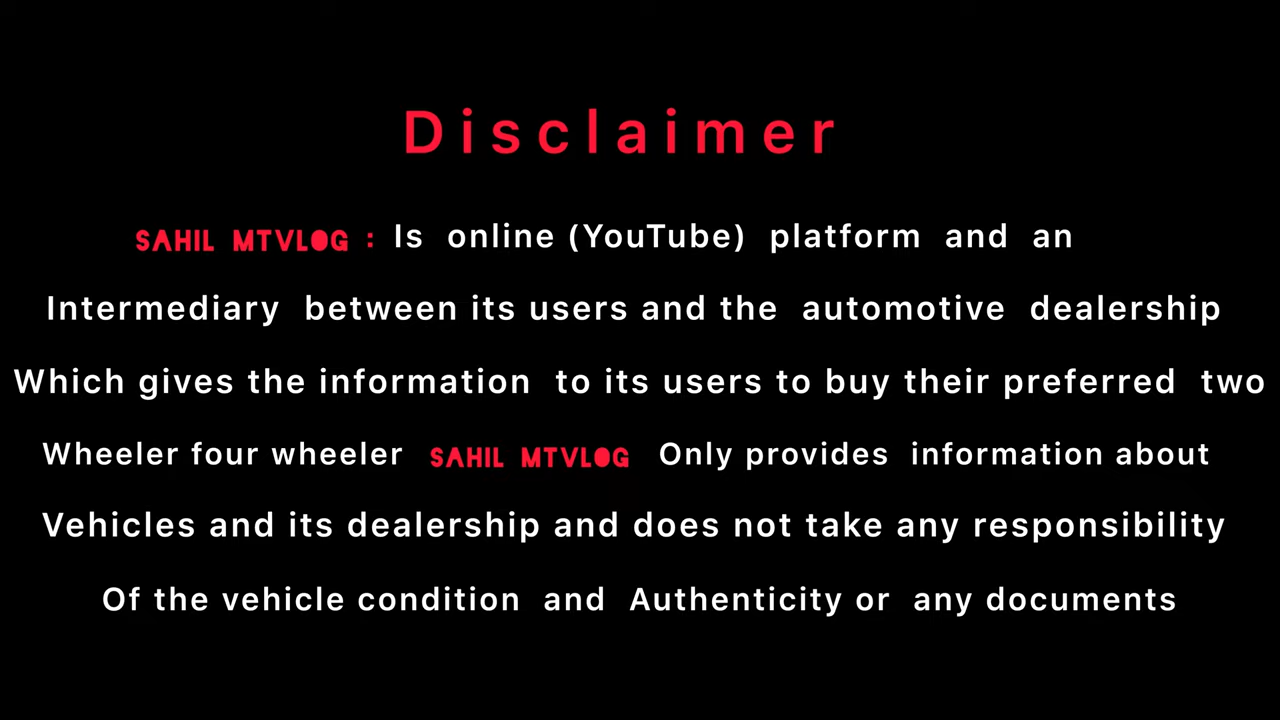 Disclaimer
SAHIL MTVLOG : Is online (YouTube) platform and an
Intermediary between its users and the automotive dealership
Which gives the information to its users to buy their preferred two
Wheeler four wheeler SAHIL MTVLOG Only provides information about
Vehicles and its dealership and does not take any responsibility
Of the vehicle condition and Authenticity or any documents